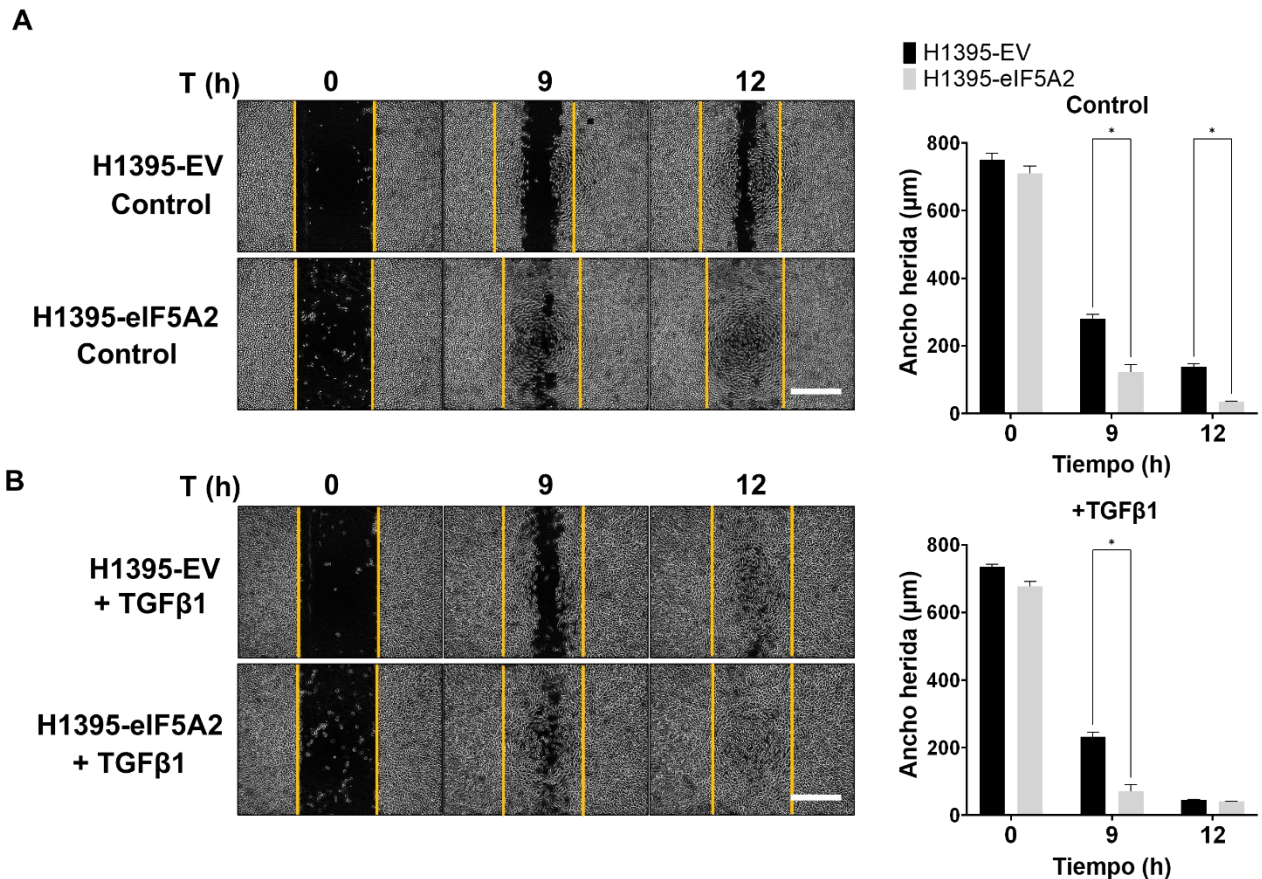 A
T (h)
0
9
12
H1395-EV
Control
H1395-eIF5A2
Control
H1395-EV
H1395-eIF5A2
Control
Ancho herida (µm)
800
600
400
200
0
*
*
0
9
12
Tiempo (h)
B
T (h)
0
9
12
H1395-EV
+ TGFβ1
H1395-eIF5A2
+ TGFβ1
+TGFβ1
Ancho herida (µm)
800
600
400
200
0
*
0
9
12
Tiempo (h)